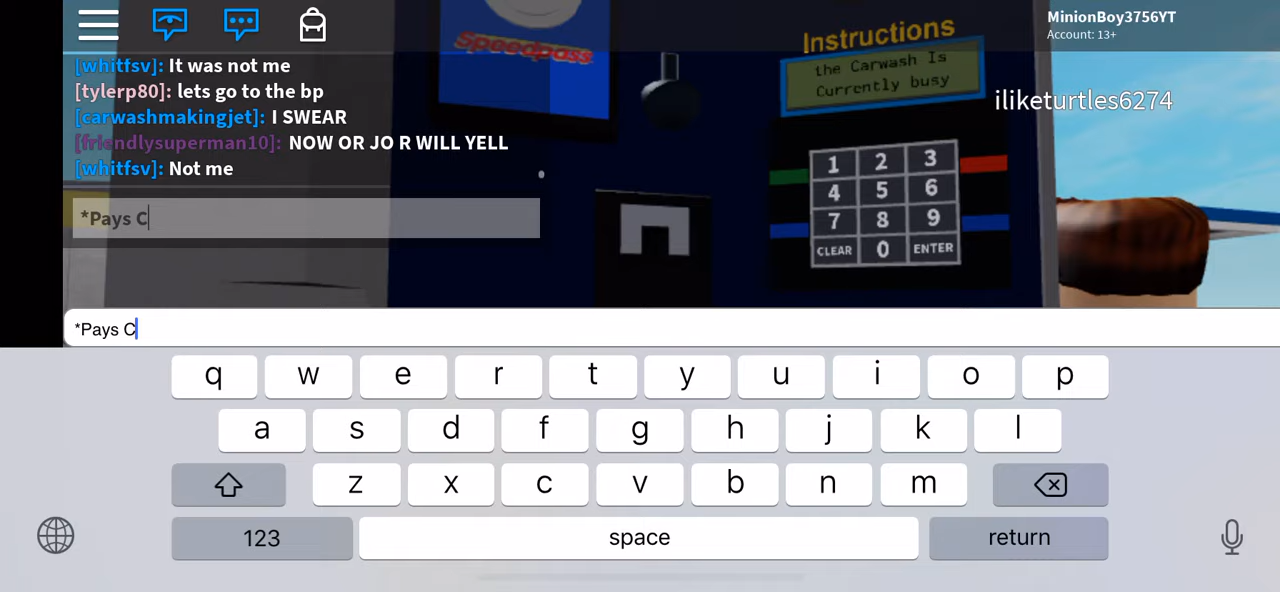 MinionBoy3756YT
Account: 13+
Speedpass
Instructions
the Carwash Is
Currently busy
iliketurtles6274
[whitfsv]: It was not me
[tylerp80]: lets go to the bp
[carwashmakingjet]: I SWEAR
[friendlysuperman10]: NOW OR JO R WILL YELL
[whitfsv]: Not me
*Pays C
1 2 3
4 5 6
7 8 9
CLEAR 0 ENTER
*Pays C
q w e r t y u i o p
a s d f g h j k l
z x c v b n m
123 space return